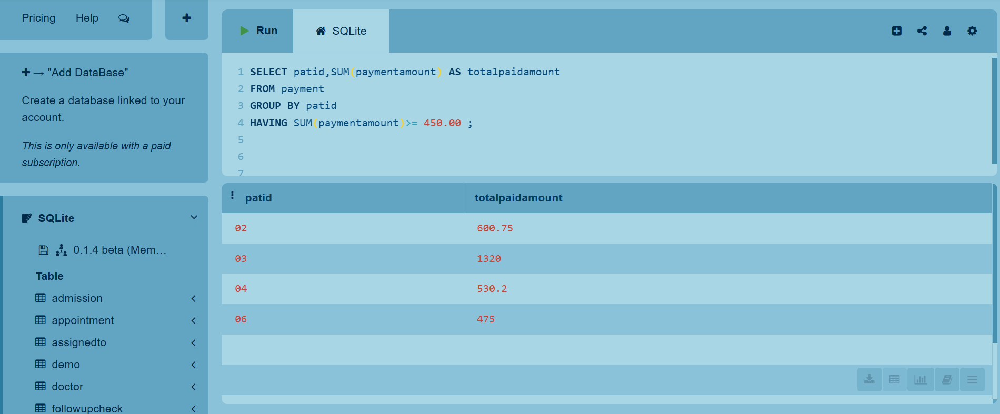 Pricing Help
Run
SQLite
"Add DataBase"
Create a database linked to your
account.
This is only available with a paid
subscription.
SQLite
0.1.4 beta (Mem...
Table
admission
appointment
assignedto
demo
doctor
followupcheck
1 SELECT patid,SUM(paymentamount) AS totalpaidamount
2 FROM payment
3 GROUP BY patid
4 HAVING SUM(paymentamount)>= 450.00 ;
5
6
7
patid totalpaidamount
02 600.75
03 1320
04 530.2
06 475